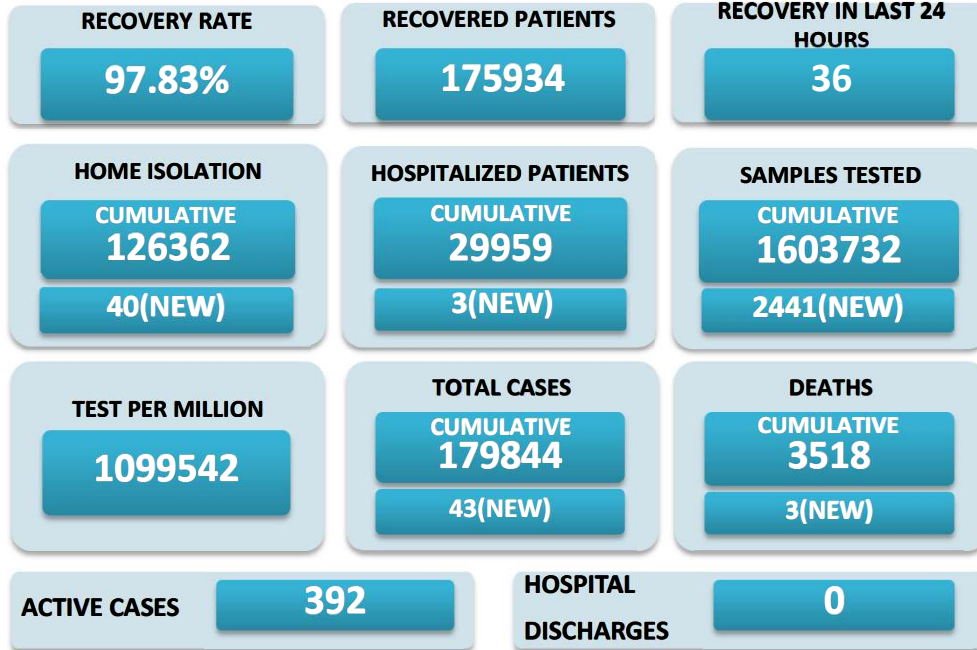 RECOVERY RATE
97.83%
RECOVERED PATIENTS
175934
RECOVERY IN LAST 24
HOURS
36
HOME ISOLATION
CUMULATIVE
126362
40(NEW)
HOSPITALIZED PATIENTS
CUMULATIVE
29959
3(NEW)
SAMPLES TESTED
CUMULATIVE
1603732
2441(NEW)
TEST PER MILLION
1099542
TOTAL CASES
CUMULATIVE
179844
43(NEW)
DEATHS
CUMULATIVE
3518
3(NEW)
ACTIVE CASES
392
HOSPITAL
DISCHARGES
0